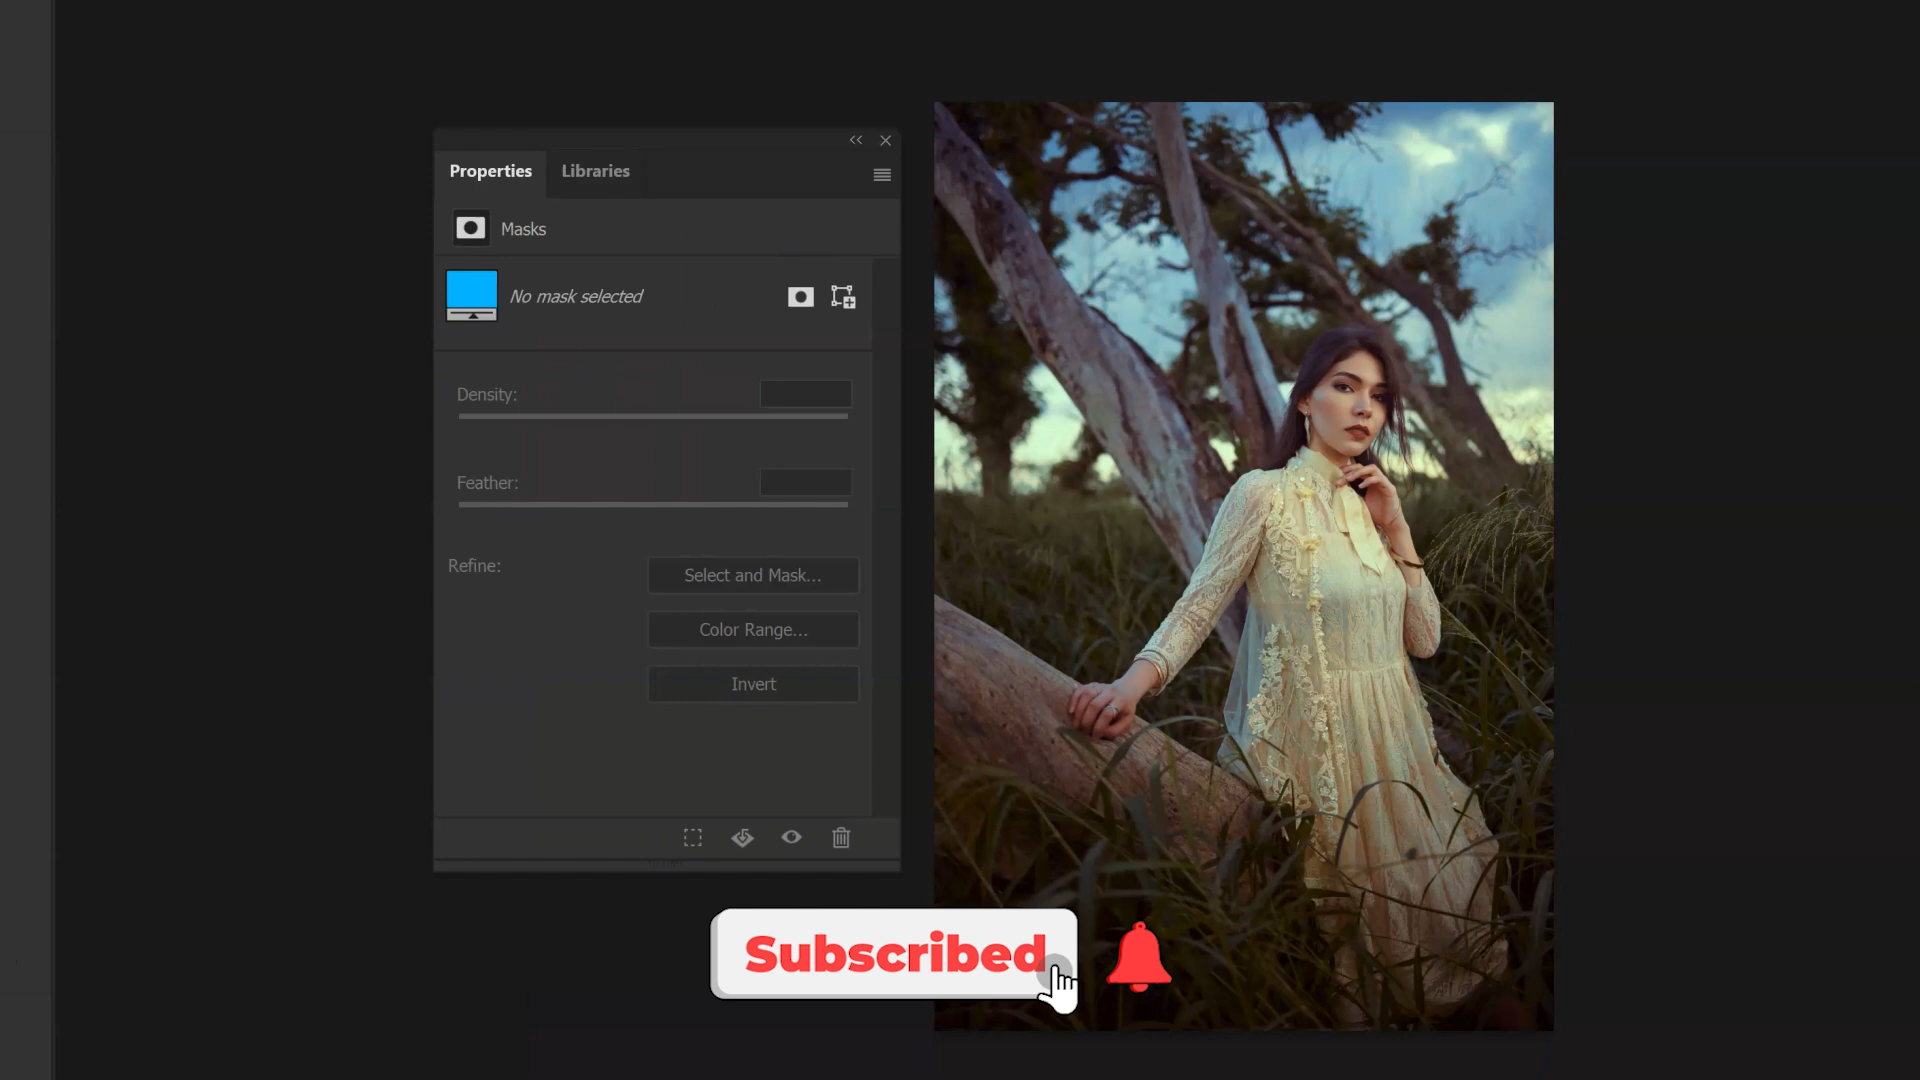 Properties
Libraries
Masks
No mask selected
Density:
Feather:
Refine:
Select and Mask...
Color Range...
Invert
Subscribed